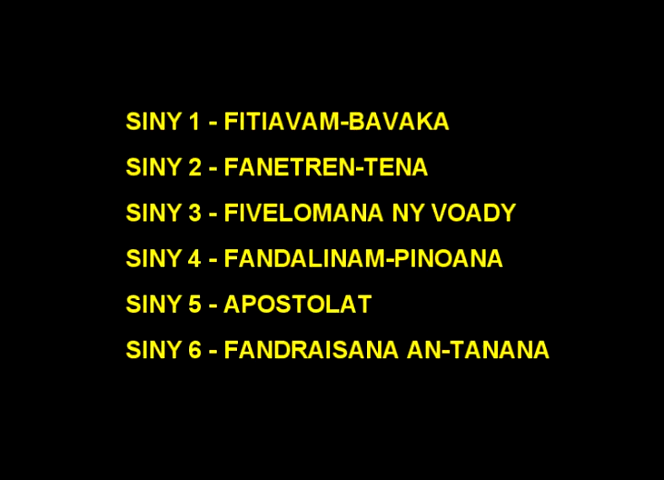 SINY 1 - FITIAVAM-BAVAKA
SINY 2 - FANETREN-TENA
SINY 3 - FIVELOMANA NY VOADY
SINY 4 - FANDALINAM-PINOANA
SINY 5 - APOSTOLAT
SINY 6 - FANDRAISANA AN-TANANA